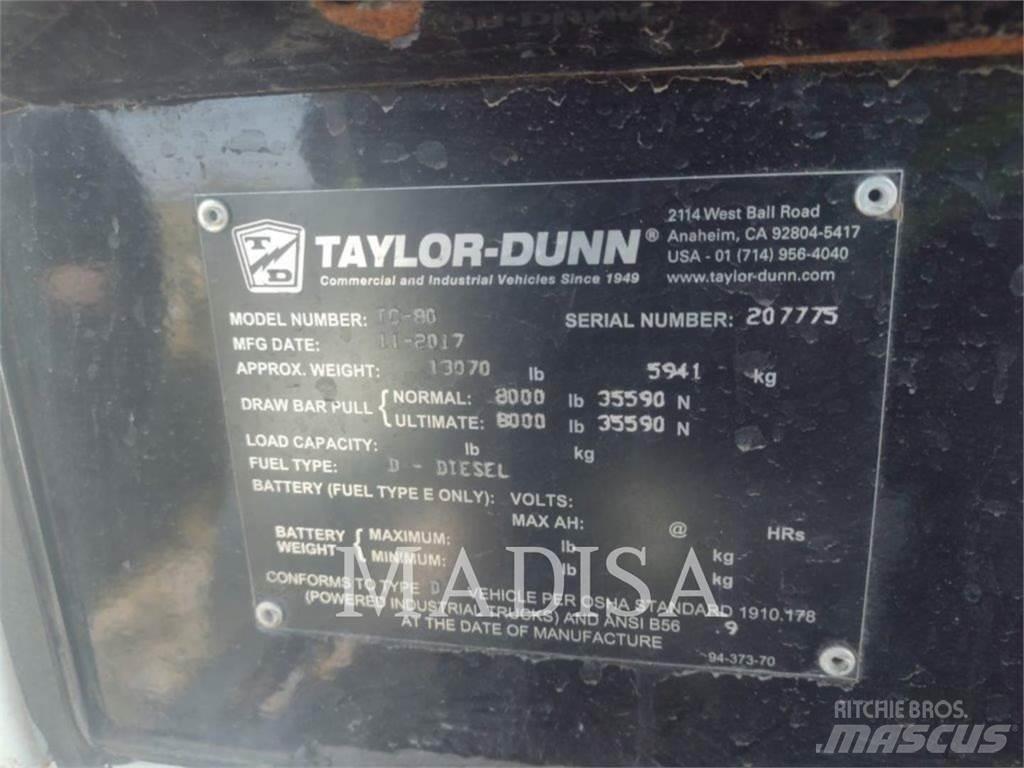 TAYLOR-DUNN®
Commercial and Industrial Vehicles Since 1949
2114 West Ball Road
Anaheim, CA 92804-5417
USA - 01 (714) 956-4040
www.taylor-dunn.com
MODEL NUMBER: TC-80 SERIAL NUMBER: 207775
MFG DATE: 11-2017
APPROX. WEIGHT: 13070 lb 5941 kg
DRAW BAR PULL { NORMAL: 8000 lb 35590 N
ULTIMATE: 8000 lb 35590 N
LOAD CAPACITY: lb kg
FUEL TYPE: D - DIESEL
BATTERY (FUEL TYPE E ONLY): VOLTS:
MAX AH: @ HRs
BATTERY WEIGHT { MAXIMUM: lb kg
MINIMUM: lb kg
CONFORMS TO TYPE D VEHICLE PER OSHA STANDARD 1910.178
(POWERED INDUSTRIAL TRUCKS) AND ANSI B56 . 9
AT THE DATE OF MANUFACTURE
94-373-70
MADISA
RITCHIE BROS.
MASCUS